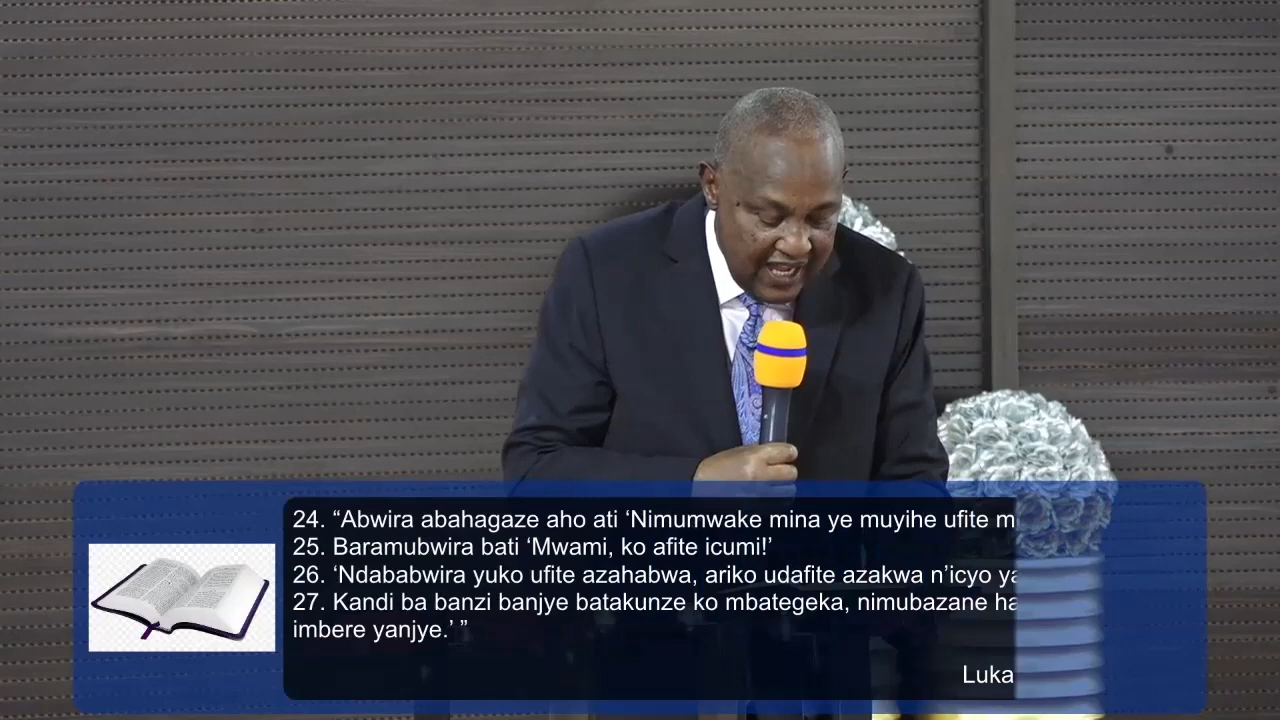 24. “Abwira abahagaze aho ati ‘Nimumwake mina ye muyihe ufite m
25. Baramubwira bati ‘Mwami, ko afite icumi!’
26. ‘Ndababwira yuko ufite azahabwa, ariko udafite azakwa n’icyo ya
27. Kandi ba banzi banjye batakunze ko mbategeka, nimubazane ha
imbere yanjye.’ ”
Luka